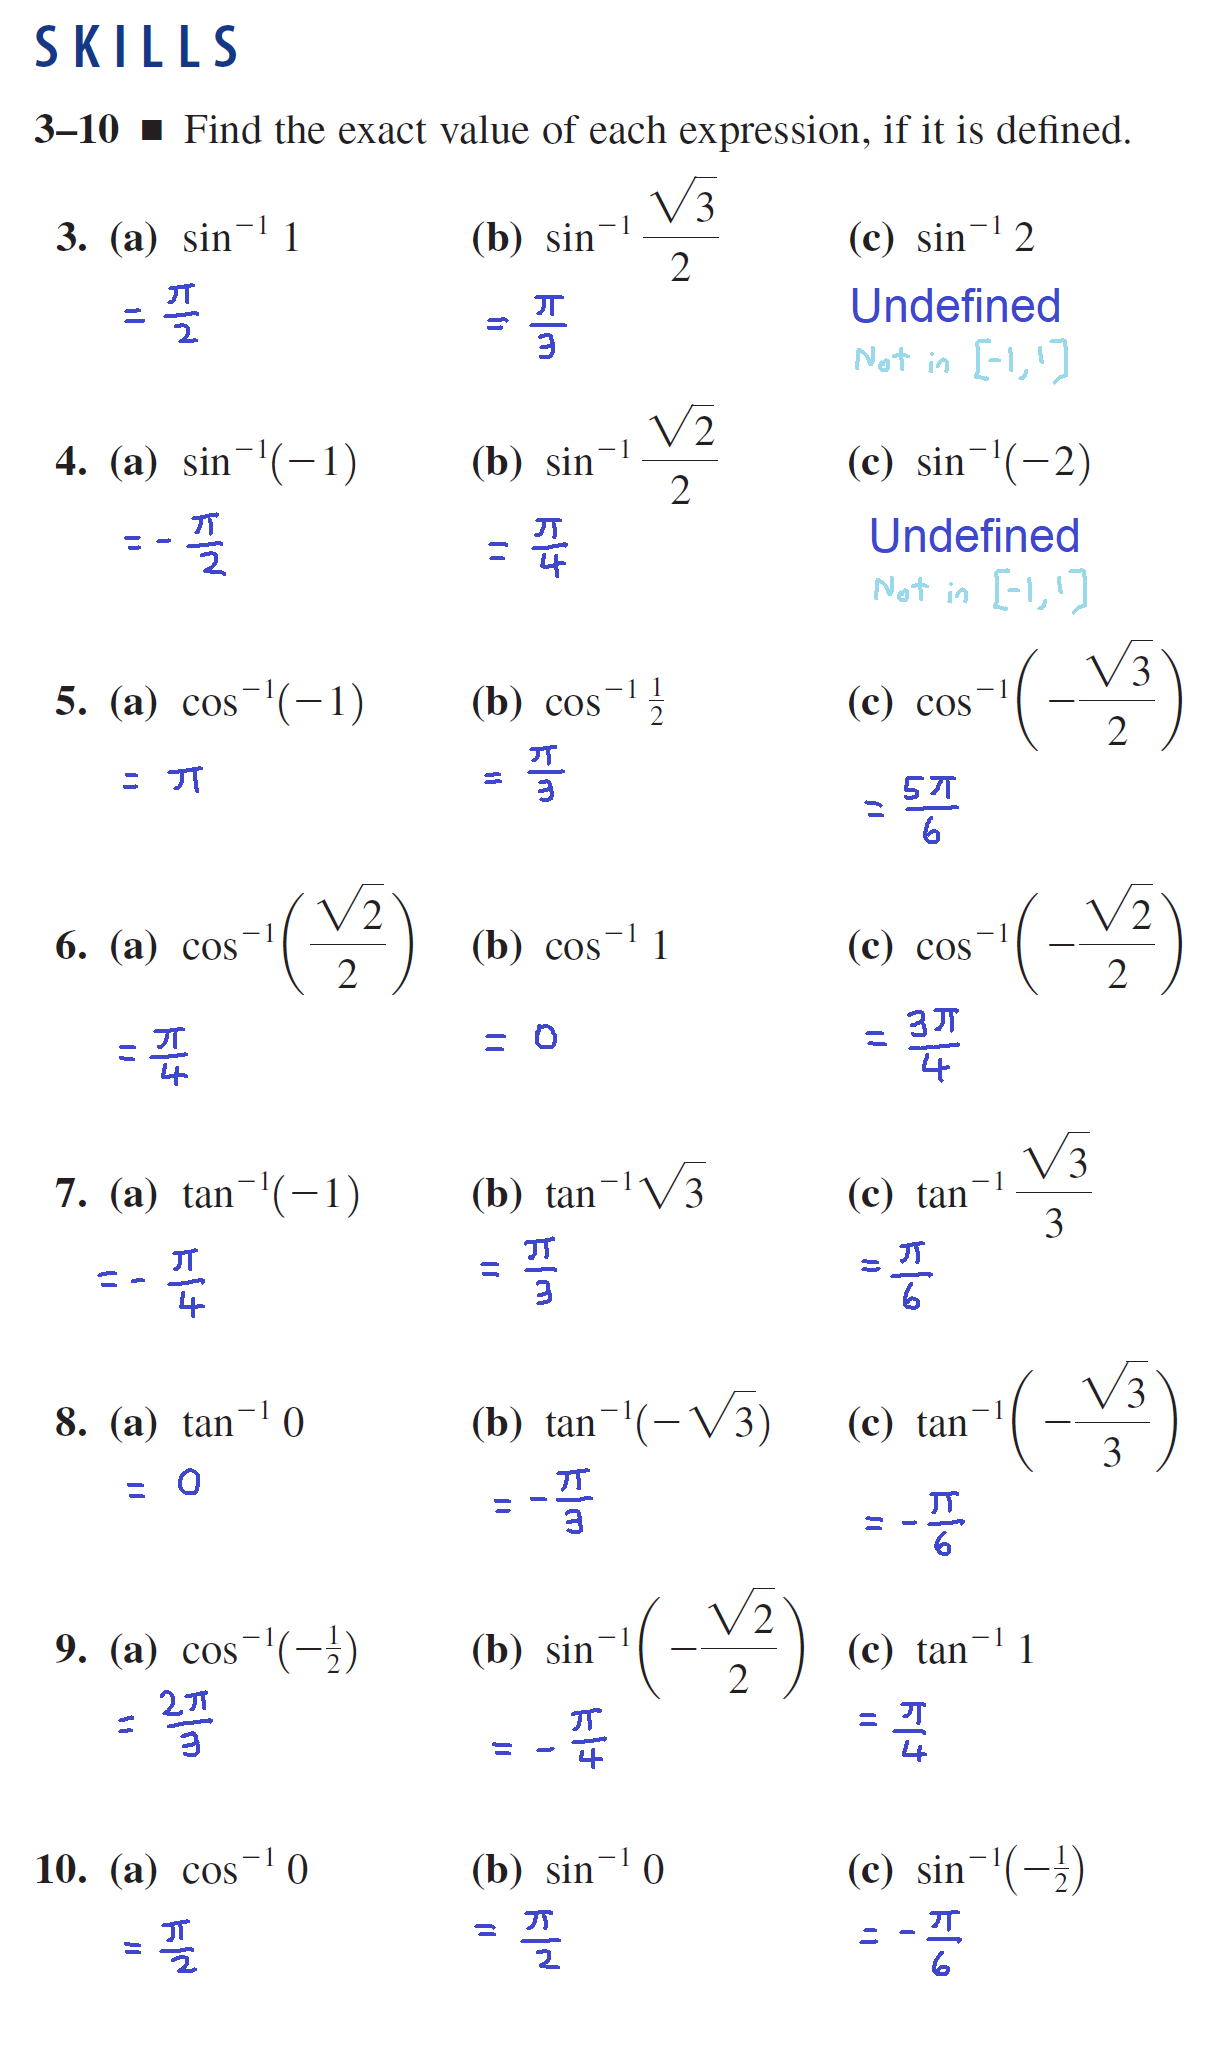 SKILLS
3–10 ■ Find the exact value of each expression, if it is defined.
3. (a) sin⁻¹ 1 (b) sin⁻¹ √3/2 (c) sin⁻¹ 2
= π/2 = π/3 Undefined
Not in [-1,1]
4. (a) sin⁻¹(−1) (b) sin⁻¹ √2/2 (c) sin⁻¹(−2)
= - π/2 = π/4 Undefined
Not in [-1,1]
5. (a) cos⁻¹(−1) (b) cos⁻¹ 1/2 (c) cos⁻¹(−√3/2)
= π = π/3 = 5π/6
6. (a) cos⁻¹(√2/2) (b) cos⁻¹ 1 (c) cos⁻¹(−√2/2)
= π/4 = 0 = 3π/4
7. (a) tan⁻¹(−1) (b) tan⁻¹√3 (c) tan⁻¹ √3/3
= - π/4 = π/3 = π/6
8. (a) tan⁻¹ 0 (b) tan⁻¹(−√3) (c) tan⁻¹(−√3/3)
= 0 = - π/3 = - π/6
9. (a) cos⁻¹(−1/2) (b) sin⁻¹(−√2/2) (c) tan⁻¹ 1
= 2π/3 = - π/4 = π/4
10. (a) cos⁻¹ 0 (b) sin⁻¹ 0 (c) sin⁻¹(−1/2)
= π/2 = π/2 = - π/6